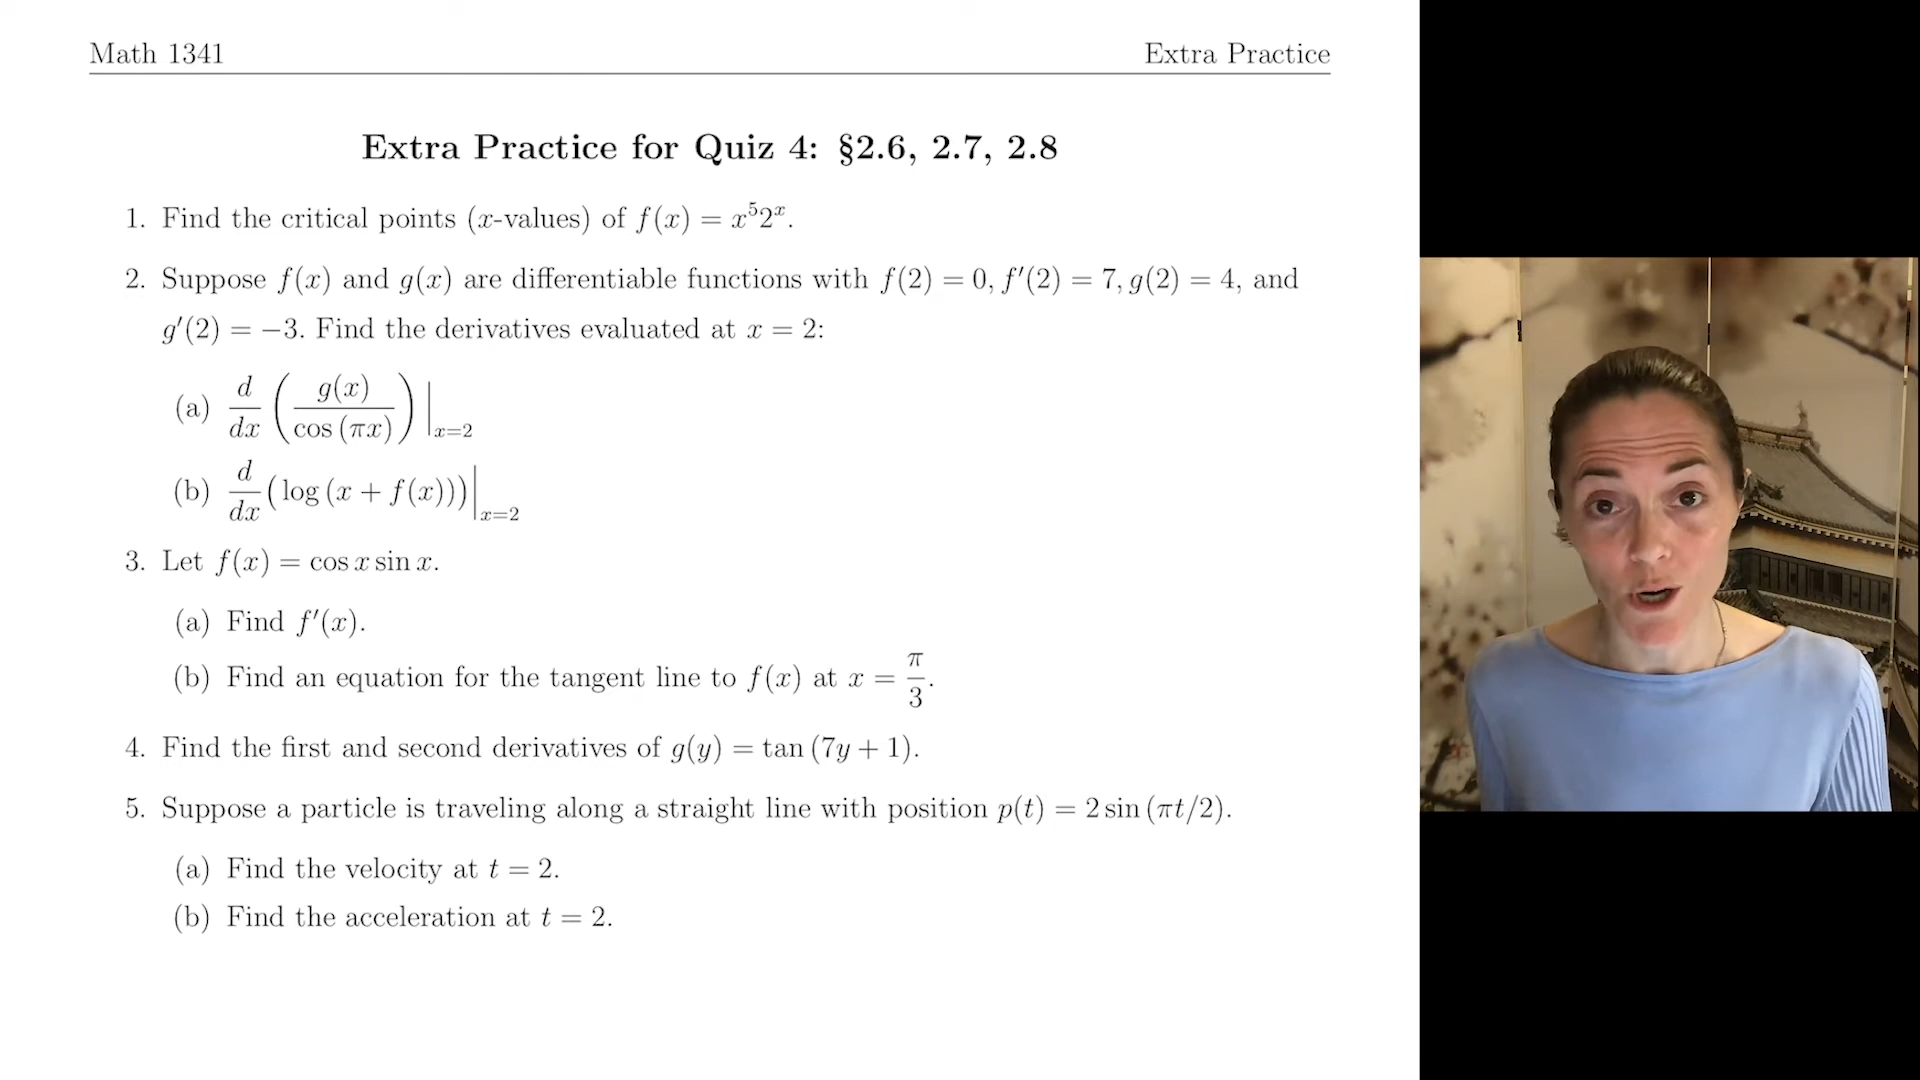 Math 1341 Extra Practice
Extra Practice for Quiz 4: §2.6, 2.7, 2.8
1. Find the critical points (x-values) of f(x) = x⁵2ˣ.
2. Suppose f(x) and g(x) are differentiable functions with f(2) = 0, f′(2) = 7, g(2) = 4, and
g′(2) = −3. Find the derivatives evaluated at x = 2:
(a) d/dx (g(x)/cos (πx))|x=2
(b) d/dx (log (x + f(x)))|x=2
3. Let f(x) = cos x sin x.
(a) Find f′(x).
(b) Find an equation for the tangent line to f(x) at x = π/3.
4. Find the first and second derivatives of g(y) = tan (7y + 1).
5. Suppose a particle is traveling along a straight line with position p(t) = 2 sin (πt/2).
(a) Find the velocity at t = 2.
(b) Find the acceleration at t = 2.